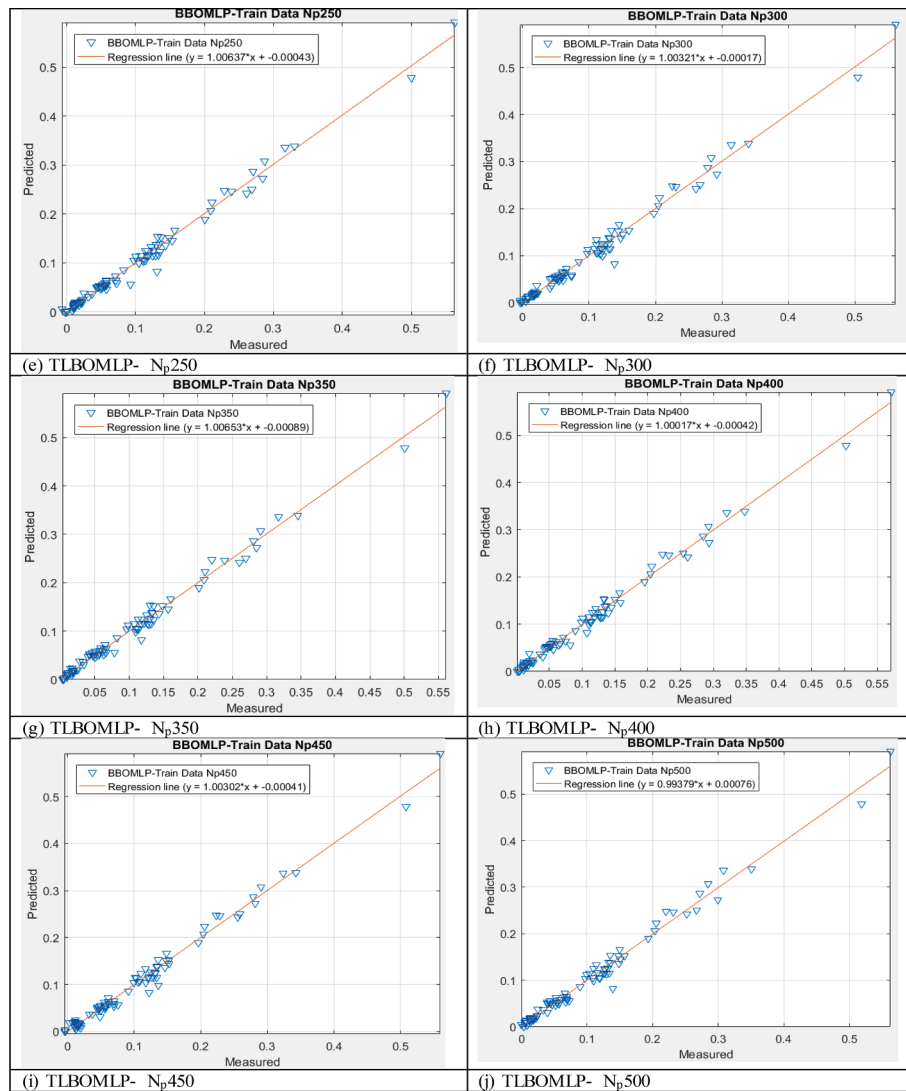 BBOMLP-Train Data Np250
BBOMLP-Train Data Np250
Regression line (y = 1.00637*x + -0.00043)
Predicted
0.5
0.4
0.3
0.2
0.1
0
0 0.1 0.2 0.3 0.4 0.5
Measured
(e) TLBOMLP- Np250
BBOMLP-Train Data Np300
BBOMLP-Train Data Np300
Regression line (y = 1.00321*x + -0.00017)
Predicted
0.5
0.4
0.3
0.2
0.1
0
0 0.1 0.2 0.3 0.4 0.5
Measured
(f) TLBOMLP- Np300
BBOMLP-Train Data Np350
BBOMLP-Train Data Np350
Regression line (y = 1.00653*x + -0.00089)
Predicted
0.5
0.4
0.3
0.2
0.1
0
0.05 0.1 0.15 0.2 0.25 0.3 0.35 0.4 0.45 0.5 0.55
Measured
(g) TLBOMLP- Np350
BBOMLP-Train Data Np400
BBOMLP-Train Data Np400
Regression line (y = 1.00017*x + -0.00042)
Predicted
0.5
0.4
0.3
0.2
0.1
0
0.05 0.1 0.15 0.2 0.25 0.3 0.35 0.4 0.45 0.5 0.55
Measured
(h) TLBOMLP- Np400
BBOMLP-Train Data Np450
BBOMLP-Train Data Np450
Regression line (y = 1.00302*x + -0.00041)
Predicted
0.5
0.4
0.3
0.2
0.1
0
0 0.1 0.2 0.3 0.4 0.5
Measured
(i) TLBOMLP- Np450
BBOMLP-Train Data Np500
BBOMLP-Train Data Np500
Regression line (y = 0.99379*x + 0.00076)
Predicted
0.5
0.4
0.3
0.2
0.1
0
0 0.1 0.2 0.3 0.4 0.5
Measured
(j) TLBOMLP- Np500